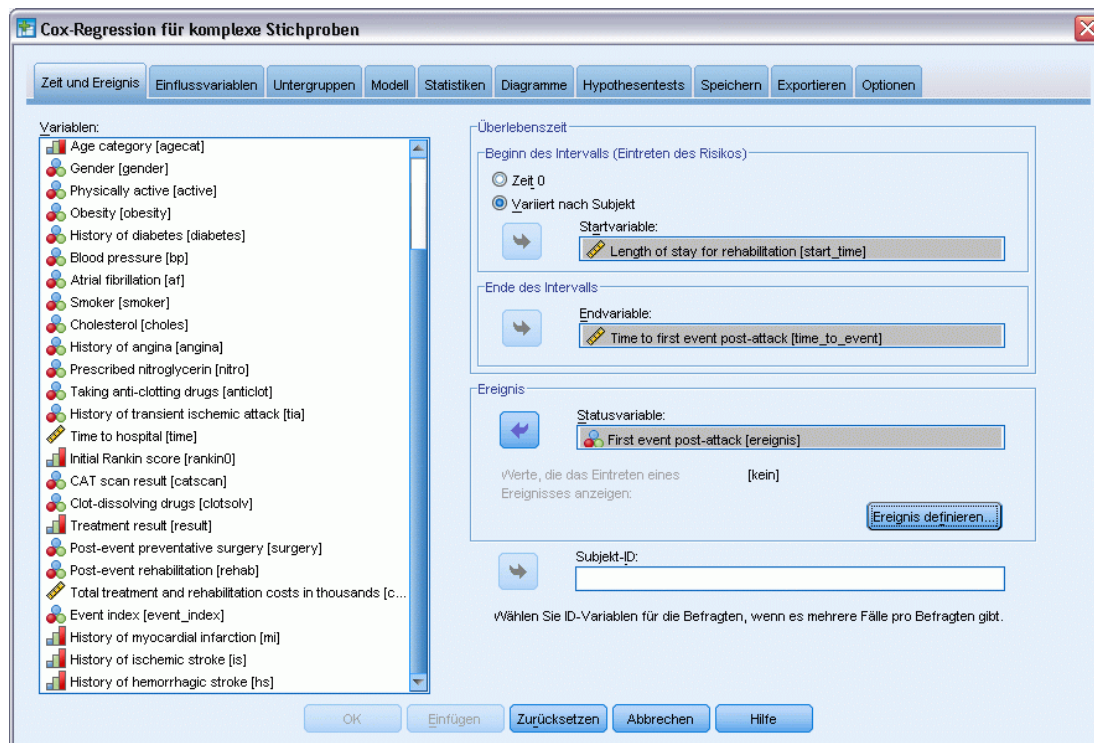 Cox-Regression für komplexe Stichproben
Zeit und Ereignis Einflussvariablen Untergruppen Modell Statistiken Diagramme Hypothesentests Speichern Exportieren Optionen
Variablen:
Age category [agecat]
Gender [gender]
Physically active [active]
Obesity [obesity]
History of diabetes [diabetes]
Blood pressure [bp]
Atrial fibrillation [af]
Smoker [smoker]
Cholesterol [choles]
History of angina [angina]
Prescribed nitroglycerin [nitro]
Taking anti-clotting drugs [anticlot]
History of transient ischemic attack [tia]
Time to hospital [time]
Initial Rankin score [rankin0]
CAT scan result [catscan]
Clot-dissolving drugs [clotsolv]
Treatment result [result]
Post-event preventative surgery [surgery]
Post-event rehabilitation [rehab]
Total treatment and rehabilitation costs in thousands [c...
Event index [event_index]
History of myocardial infarction [mi]
History of ischemic stroke [is]
History of hemorrhagic stroke [hs]
Überlebenszeit
Beginn des Intervalls (Eintreten des Risikos)
Zeit 0
Variiert nach Subjekt
Startvariable:
Length of stay for rehabilitation [start_time]
Ende des Intervalls
Endvariable:
Time to first event post-attack [time_to_event]
Ereignis
Statusvariable:
First event post-attack [ereignis]
Werte, die das Eintreten eines [kein]
Ereignisses anzeigen:
Ereignis definieren...
Subjekt-ID:
Wählen Sie ID-Variablen für die Befragten, wenn es mehrere Fälle pro Befragten gibt.
OK Einfügen Zurücksetzen Abbrechen Hilfe